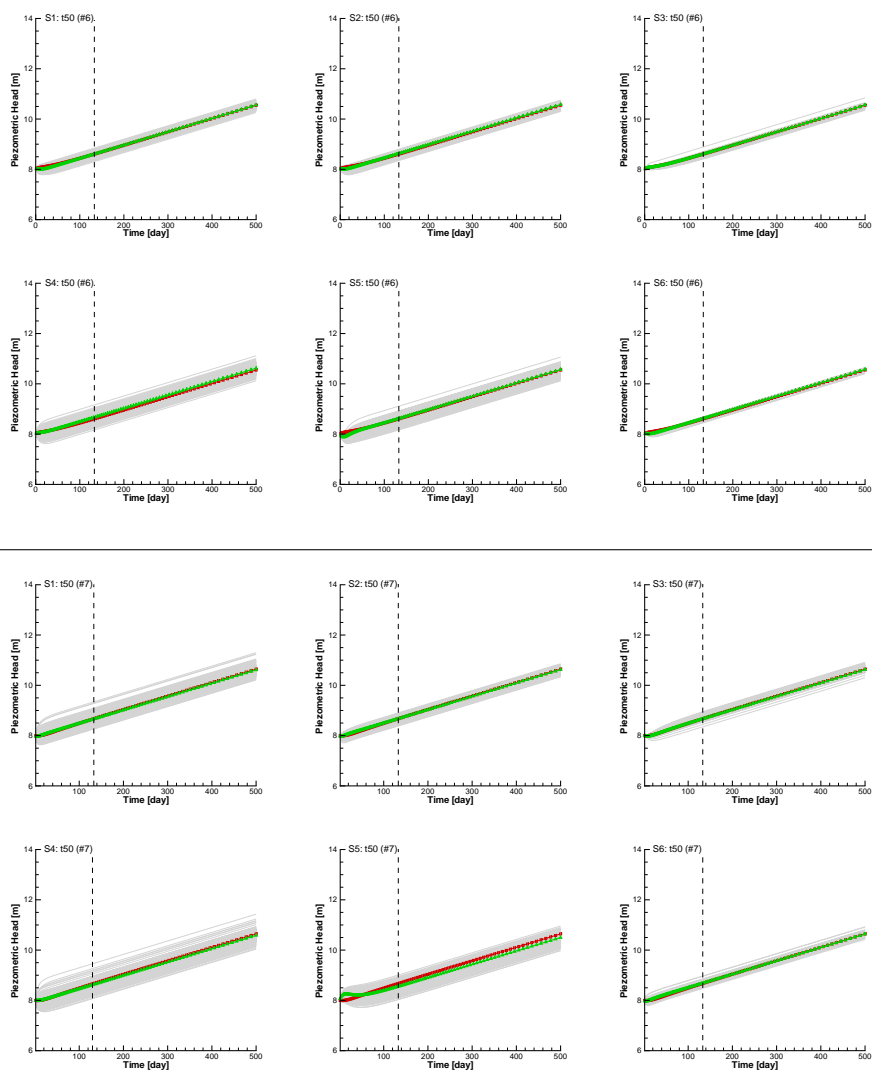 S1: t50 (#6)
14
12
10
8
6
Piezometric Head [m]
0 100 200 300 400 500
Time [day]
S2: t50 (#6)
14
12
10
8
6
Piezometric Head [m]
0 100 200 300 400 500
Time [day]
S3: t50 (#6)
14
12
10
8
6
Piezometric Head [m]
0 100 200 300 400 500
Time [day]
S4: t50 (#6)
14
12
10
8
6
Piezometric Head [m]
0 100 200 300 400 500
Time [day]
S5: t50 (#6)
14
12
10
8
6
Piezometric Head [m]
0 100 200 300 400 500
Time [day]
S6: t50 (#6)
14
12
10
8
6
Piezometric Head [m]
0 100 200 300 400 500
Time [day]
S1: t50 (#7)
14
12
10
8
6
Piezometric Head [m]
0 100 200 300 400 500
Time [day]
S2: t50 (#7)
14
12
10
8
6
Piezometric Head [m]
100 200 300 400 500
Time [day]
S3: t50 (#7)
14
12
10
8
6
Piezometric Head [m]
100 200 300 400 500
Time [day]
S4: t50 (#7)
14
12
10
8
6
Piezometric Head [m]
0 100 200 300 400 500
Time [day]
S5: t50 (#7)
14
12
10
8
6
Piezometric Head [m]
100 200 300 400 500
Time [day]
S6: t50 (#7)
14
12
10
8
6
Piezometric Head [m]
0 100 200 300 400 500
Time [day]